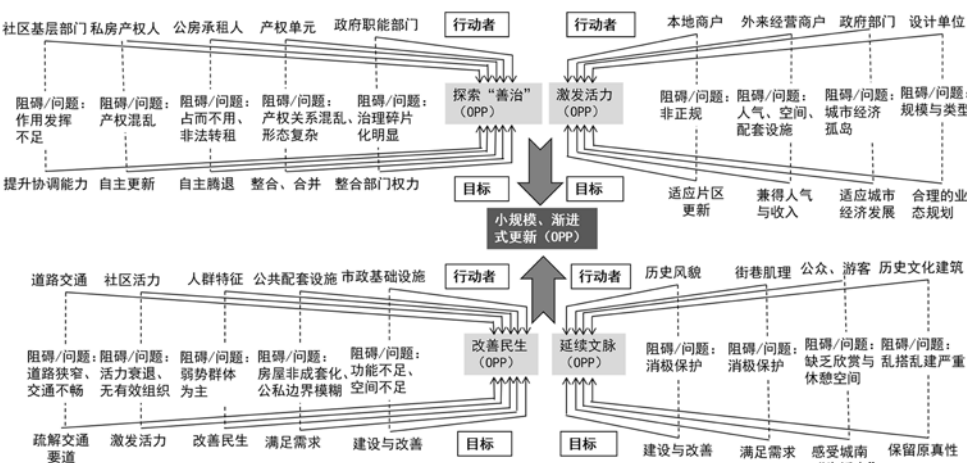 社区基层部门 私房产权人 公房承租人 产权单元 政府职能部门 行动者
阻碍/问题: 作用发挥不足
阻碍/问题: 产权混乱
阻碍/问题: 占而不用、非法转租
阻碍/问题: 产权关系混乱、形态复杂
阻碍/问题: 治理碎片化明显
提升协调能力 自主更新 自主腾退 整合、合并 整合部门权力 目标
探索“善治”
(OPP)
行动者 本地商户 外来经营商户 政府部门 设计单位
激发活力
(OPP)
阻碍/问题: 非正规
阻碍/问题: 人气、空间、配套设施
阻碍/问题: 城市经济孤岛
阻碍/问题: 规模与类型
目标
适应片区更新
兼得人气与收入
适应城市经济发展
合理的业态规划
小规模、渐进
式更新(OPP)
道路交通 社区活力 人群特征 公共配套设施 市政基础设施 行动者
阻碍/问题: 道路狭窄、交通不畅
阻碍/问题: 活力衰退、无有效组织
阻碍/问题: 弱势群体为主
阻碍/问题: 房屋非成套化、公私边界模糊
阻碍/问题: 功能不足、空间不足
改善民生
(OPP)
疏解交通要道
激发活力 改善民生 满足需求 建设与改善 目标
行动者 历史风貌 街巷肌理 公众、游客 历史文化建筑
延续文脉
(OPP)
阻碍/问题: 消极保护
阻碍/问题: 消极保护
阻碍/问题: 缺乏欣赏与休憩空间
阻碍/问题: 乱搭乱建严重
目标 建设与改善 满足需求 感受城南 保留原真性